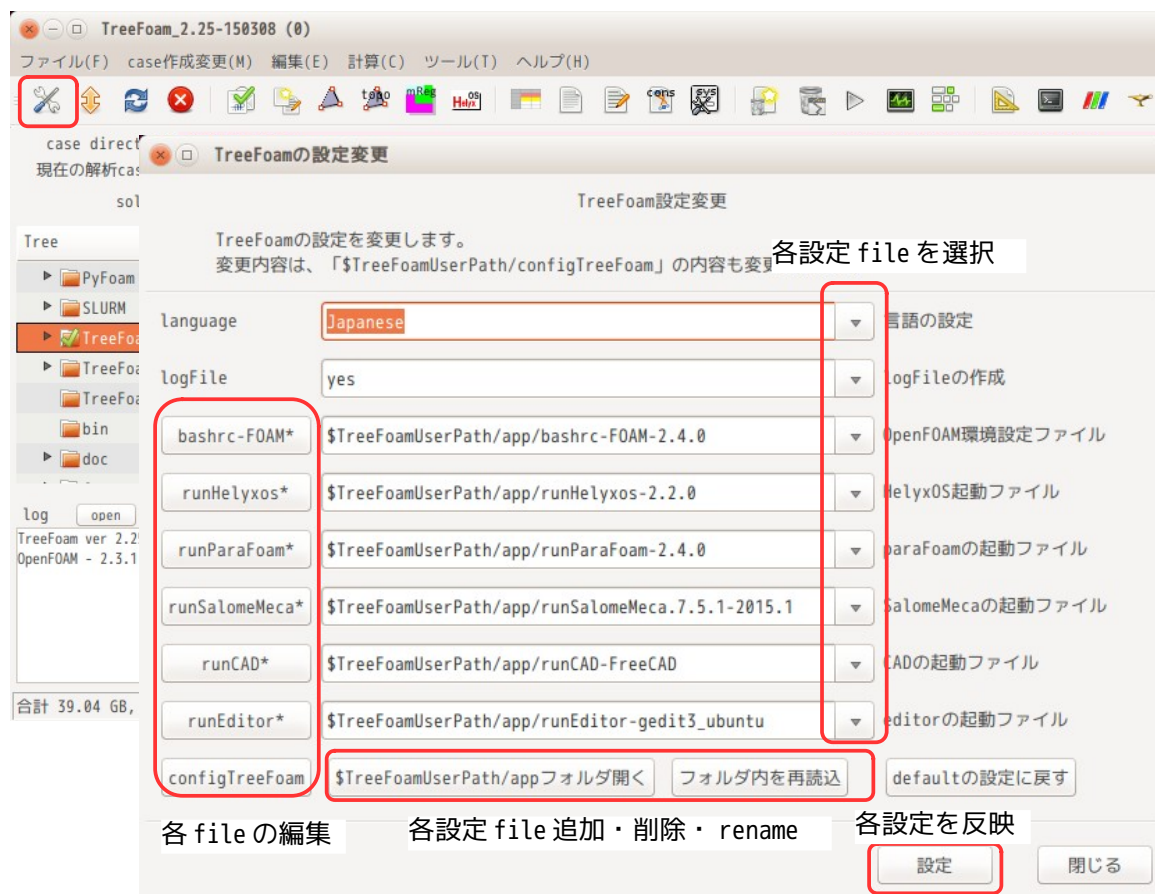 TreeFoam_2.25-150308 (0)
ファイル(F) case作成変更(M) 編集(E) 計算(C) ツール(T) ヘルプ(H)
topo mReg Helyx OS cens SYS
case direct
現在の解析cas
sol
TreeFoamの設定変更
TreeFoam設定変更
TreeFoamの設定を変更します。
変更内容は、「$TreeFoamUserPath/configTreeFoam」の内容も変更
各設定 file を選択
Tree
PyFoam
SLURM
TreeFoa
TreeFoa
TreeFoa
bin
doc
log open
TreeFoam ver 2.2
OpenFOAM - 2.3.1
合計 39.04 GB,
language Japanese 言語の設定
logFile yes logFileの作成
bashrc-FOAM* $TreeFoamUserPath/app/bashrc-FOAM-2.4.0 OpenFOAM環境設定ファイル
runHelyxos* $TreeFoamUserPath/app/runHelyxos-2.2.0 HelyxOS起動ファイル
runParaFoam* $TreeFoamUserPath/app/runParaFoam-2.4.0 paraFoamの起動ファイル
runSalomeMeca* $TreeFoamUserPath/app/runSalomeMeca.7.5.1-2015.1 SalomeMecaの起動ファイル
runCAD* $TreeFoamUserPath/app/runCAD-FreeCAD CADの起動ファイル
runEditor* $TreeFoamUserPath/app/runEditor-gedit3_ubuntu editorの起動ファイル
configTreeFoam $TreeFoamUserPath/appフォルダ開く フォルダ内を再読込 defaultの設定に戻す
各 file の編集 各設定 file 追加・削除・ rename 各設定を反映
設定 閉じる